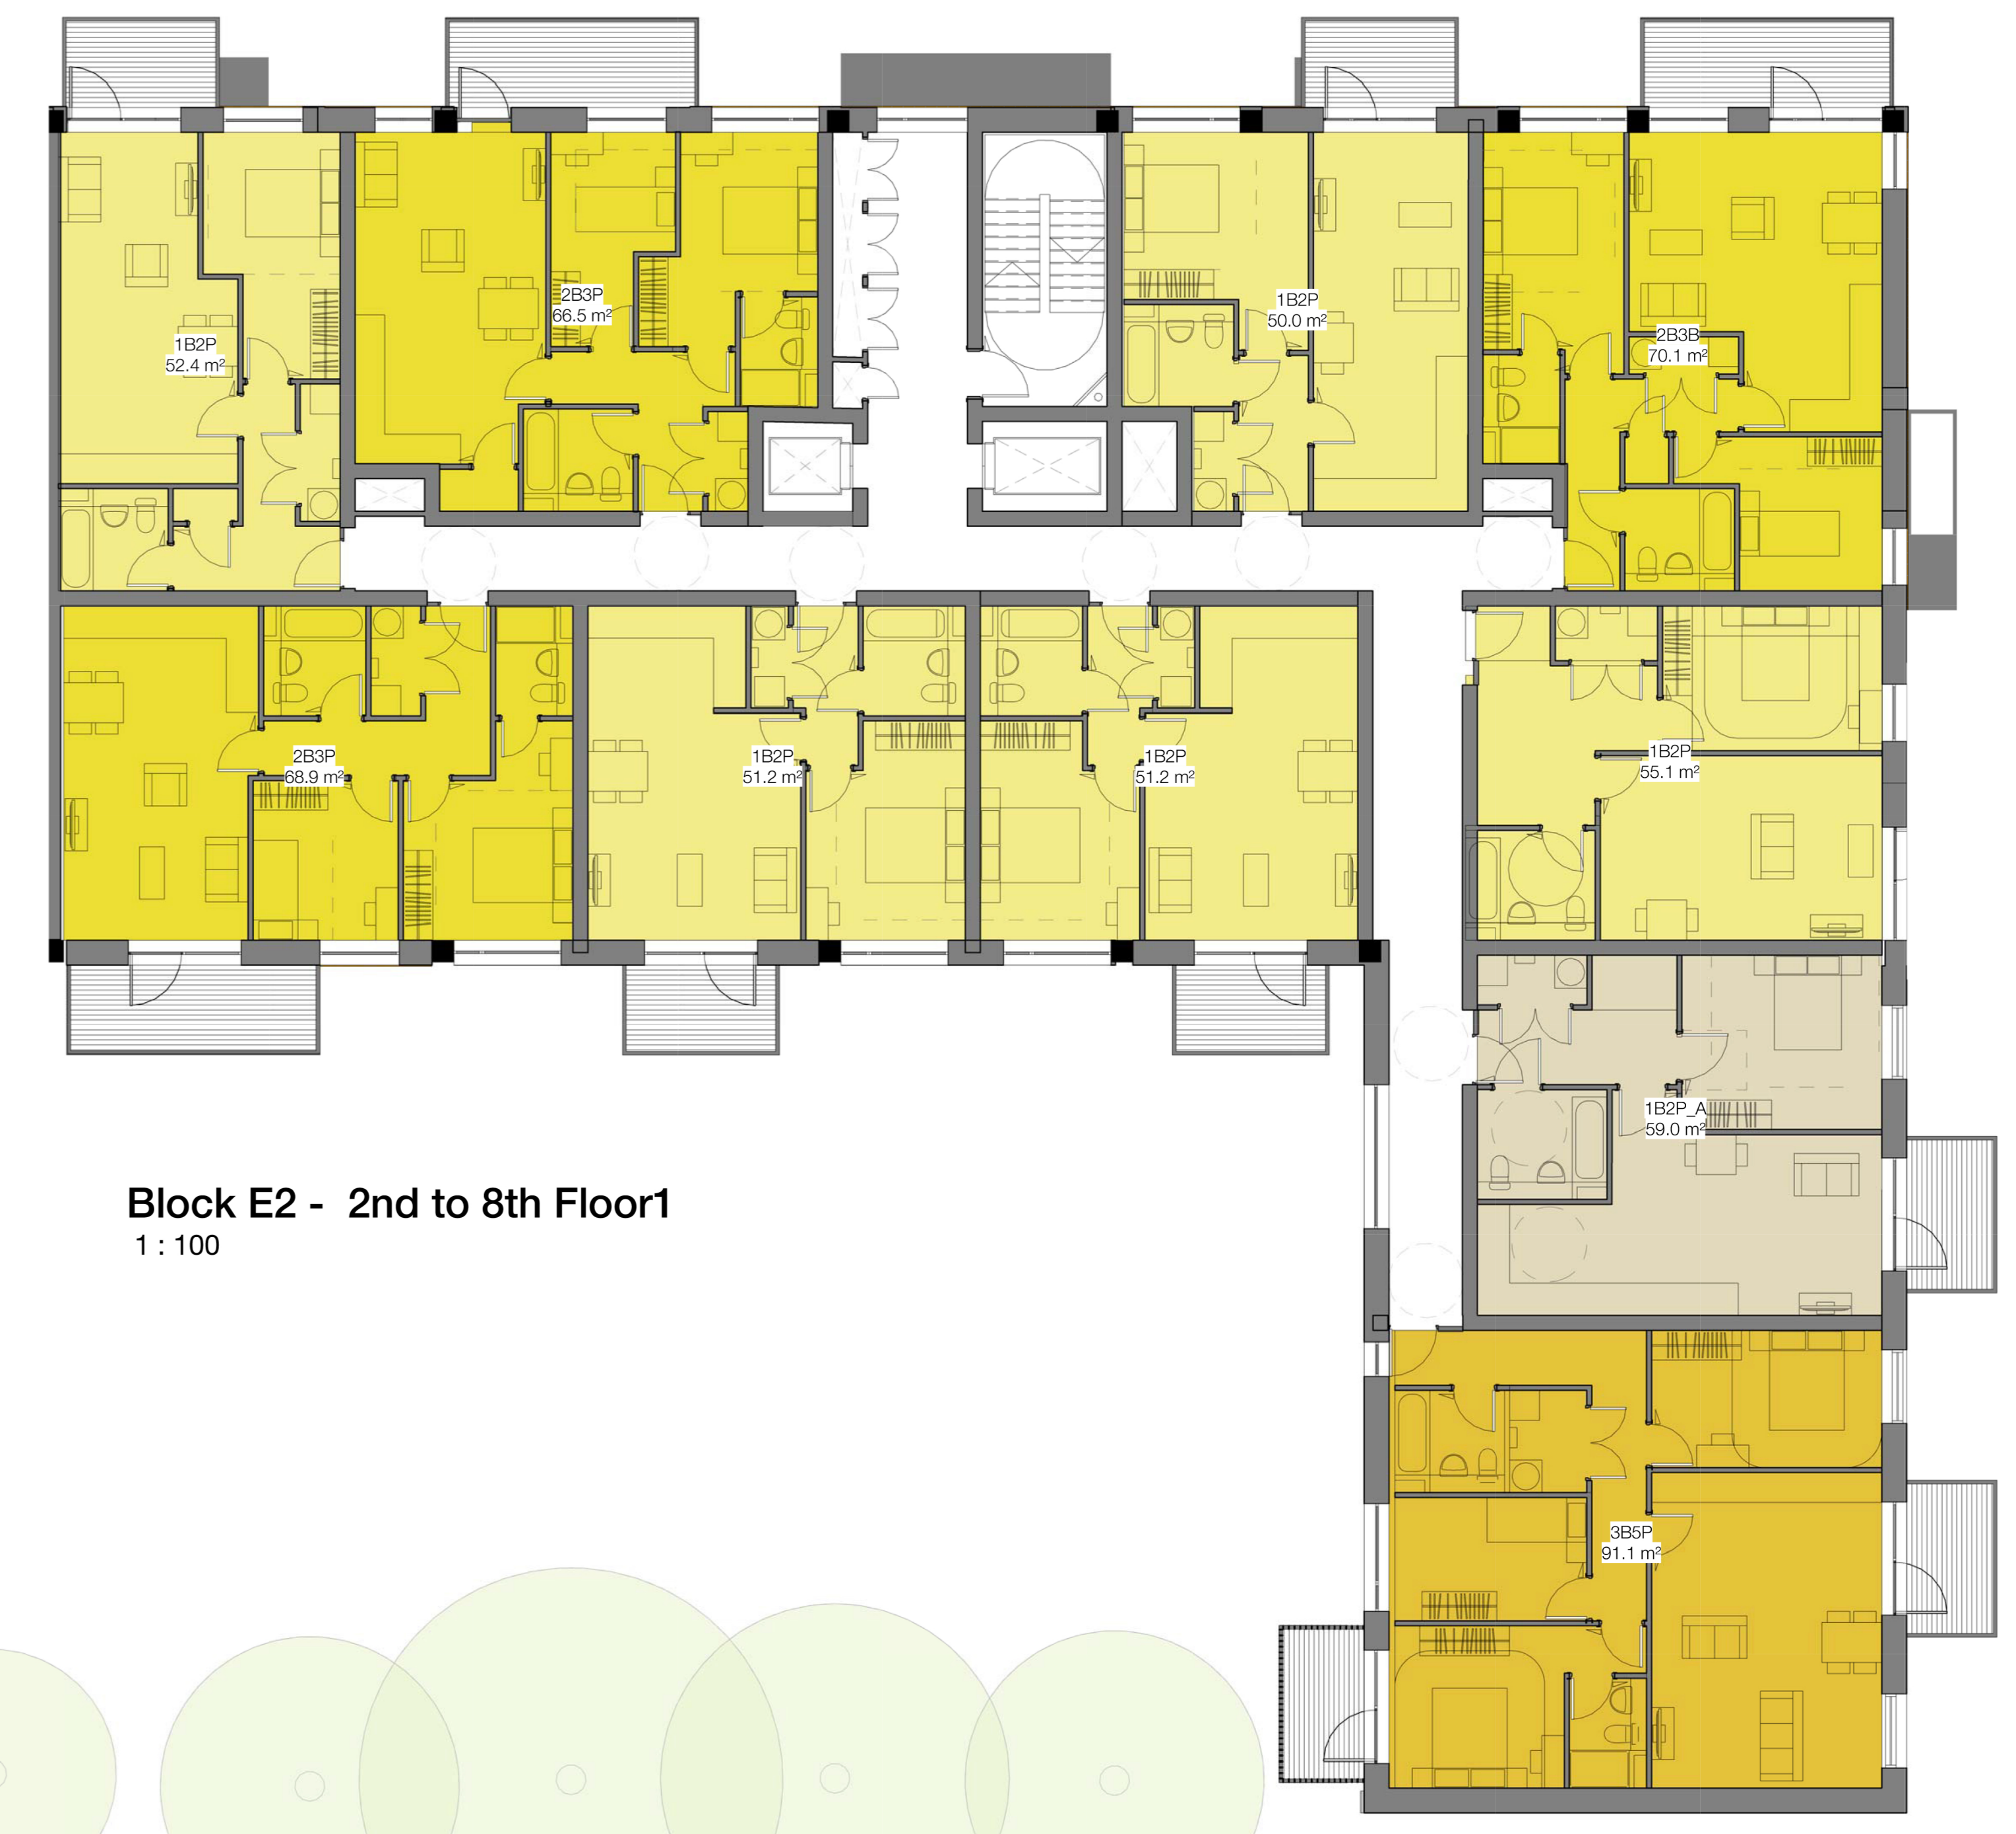 2B3P
66.5 m²
1B2P
50.0 m²
1B2P
52.4 m²
2B3B
70.1 m²
2B3P
68.9 m²
1B2P
51.2 m²
1B2P
51.2 m²
1B2P
55.1 m²
1B2P_A
59.0 m²
Block E2 - 2nd to 8th Floor1
1 : 100
3B5P
91.1 m²